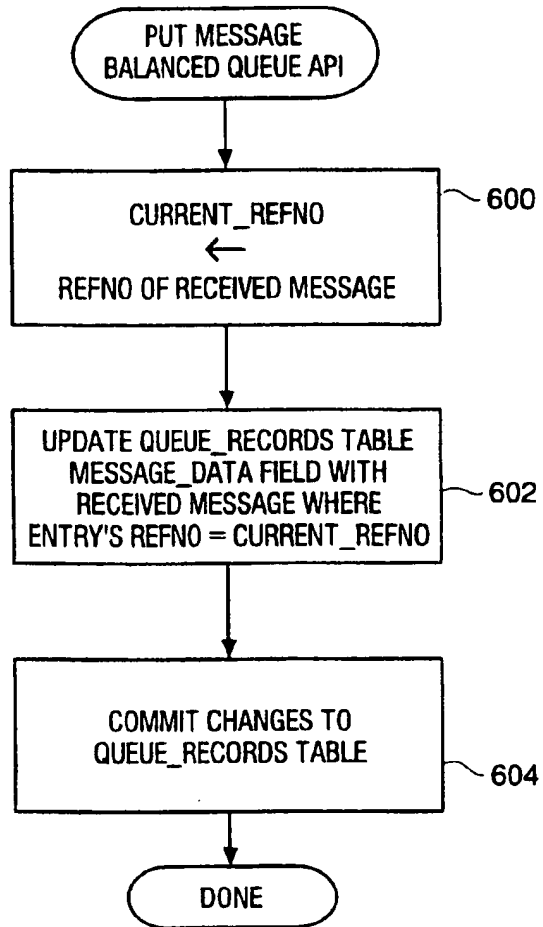 PUT MESSAGE
BALANCED QUEUE API
CURRENT_REFNO
←
REFNO OF RECEIVED MESSAGE
600
UPDATE QUEUE_RECORDS TABLE
MESSAGE_DATA FIELD WITH
RECEIVED MESSAGE WHERE
ENTRY'S REFNO = CURRENT_REFNO
602
COMMIT CHANGES TO
QUEUE_RECORDS TABLE
604
DONE